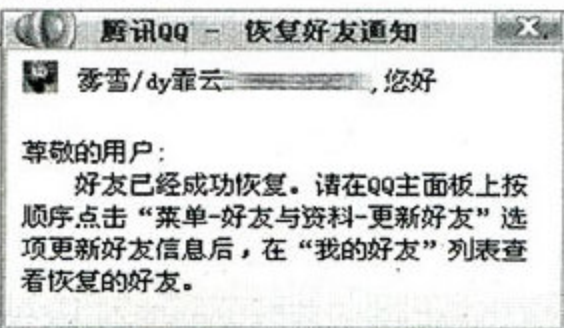 腾讯QQ - 恢复好友通知
雾雪/dy霏云,您好
尊敬的用户:
好友已经成功恢复。请在QQ主面板上按
顺序点击“菜单-好友与资料-更新好友”选
项更新好友信息后,在“我的好友”列表查
看恢复的好友。